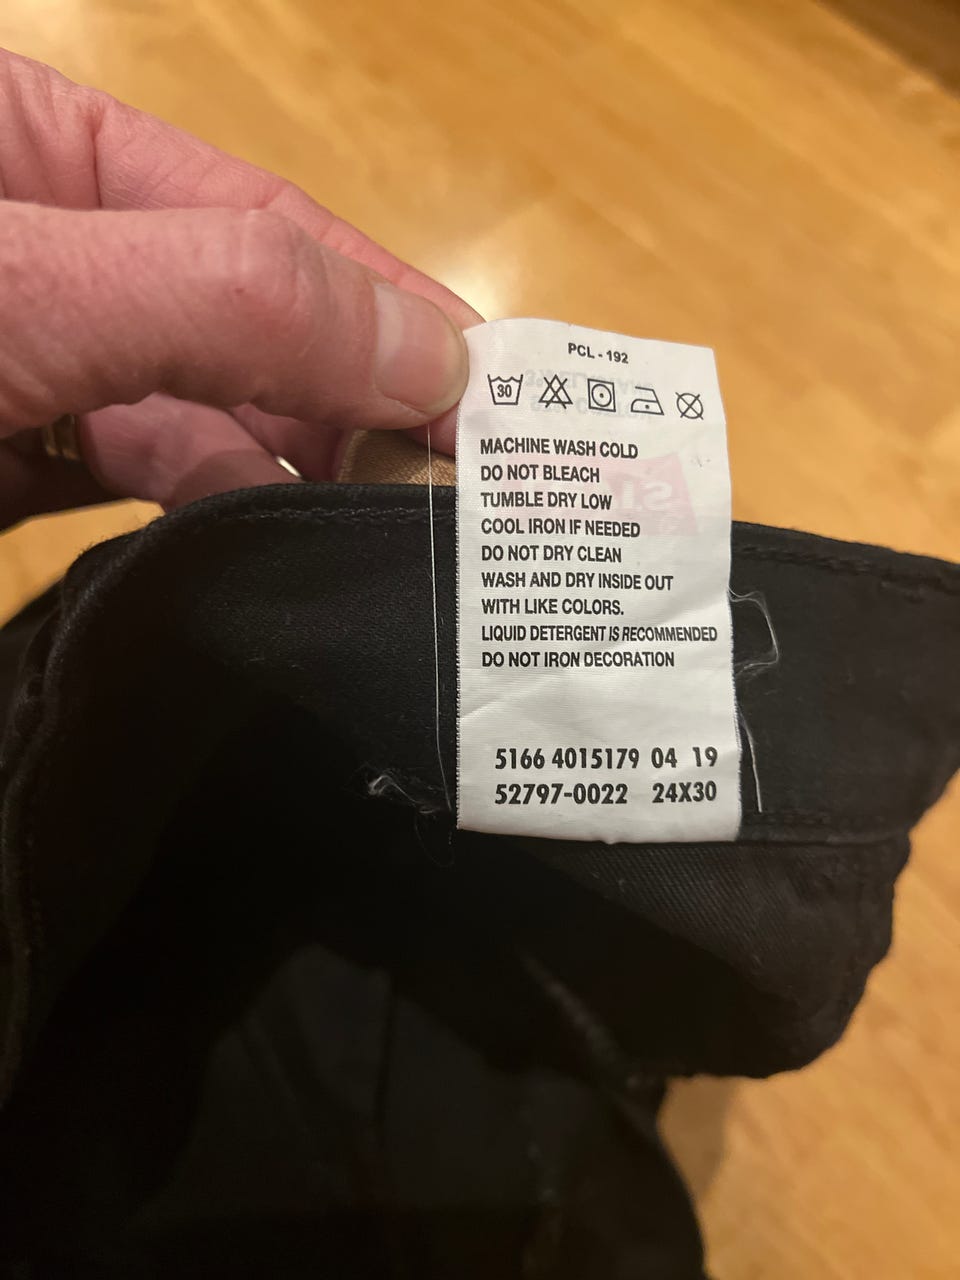 PCL - 192
30
MACHINE WASH COLD
DO NOT BLEACH
TUMBLE DRY LOW
COOL IRON IF NEEDED
DO NOT DRY CLEAN
WASH AND DRY INSIDE OUT
WITH LIKE COLORS.
LIQUID DETERGENT IS RECOMMENDED
DO NOT IRON DECORATION
5166 4015179 04 19
52797-0022 24X30